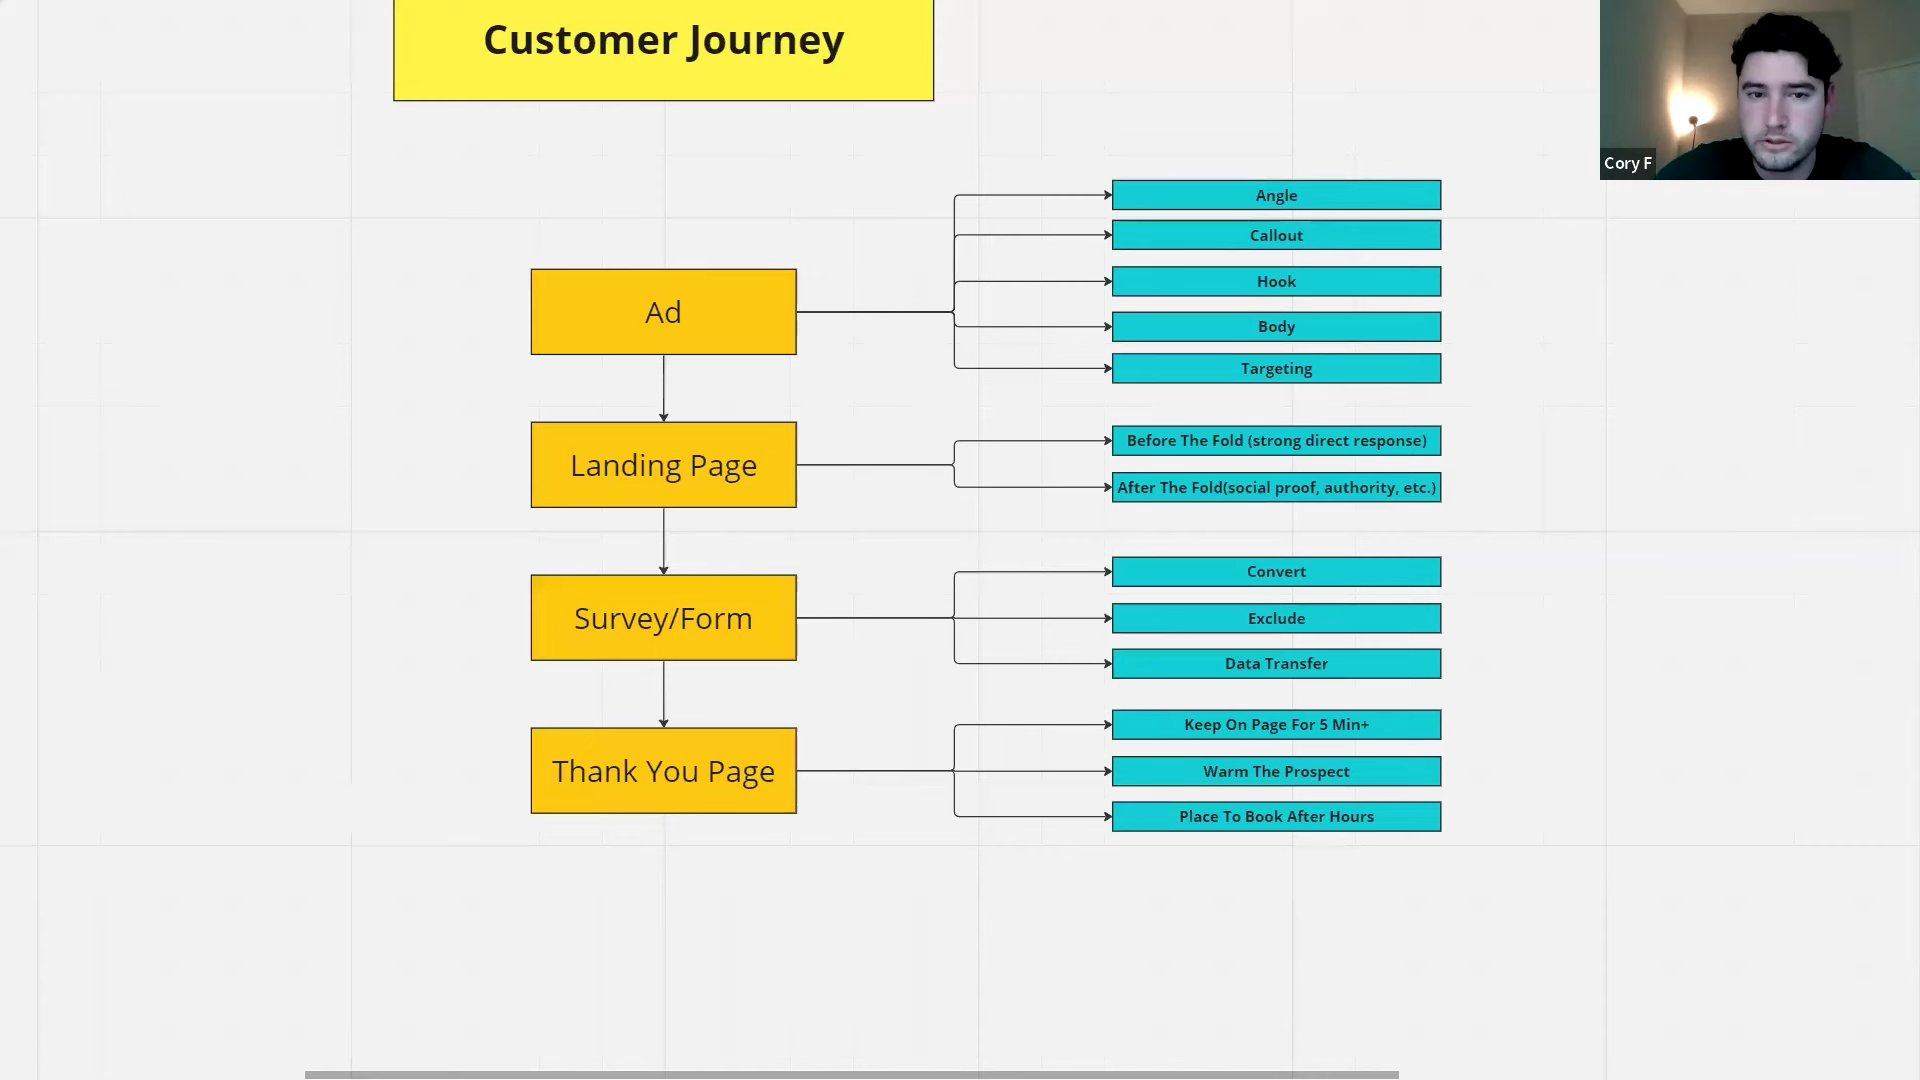 Customer Journey
Cory F
Ad
Angle
Callout
Hook
Body
Targeting
Landing Page
Before The Fold (strong direct response)
After The Fold(social proof, authority, etc.)
Survey/Form
Convert
Exclude
Data Transfer
Thank You Page
Keep On Page For 5 Min+
Warm The Prospect
Place To Book After Hours